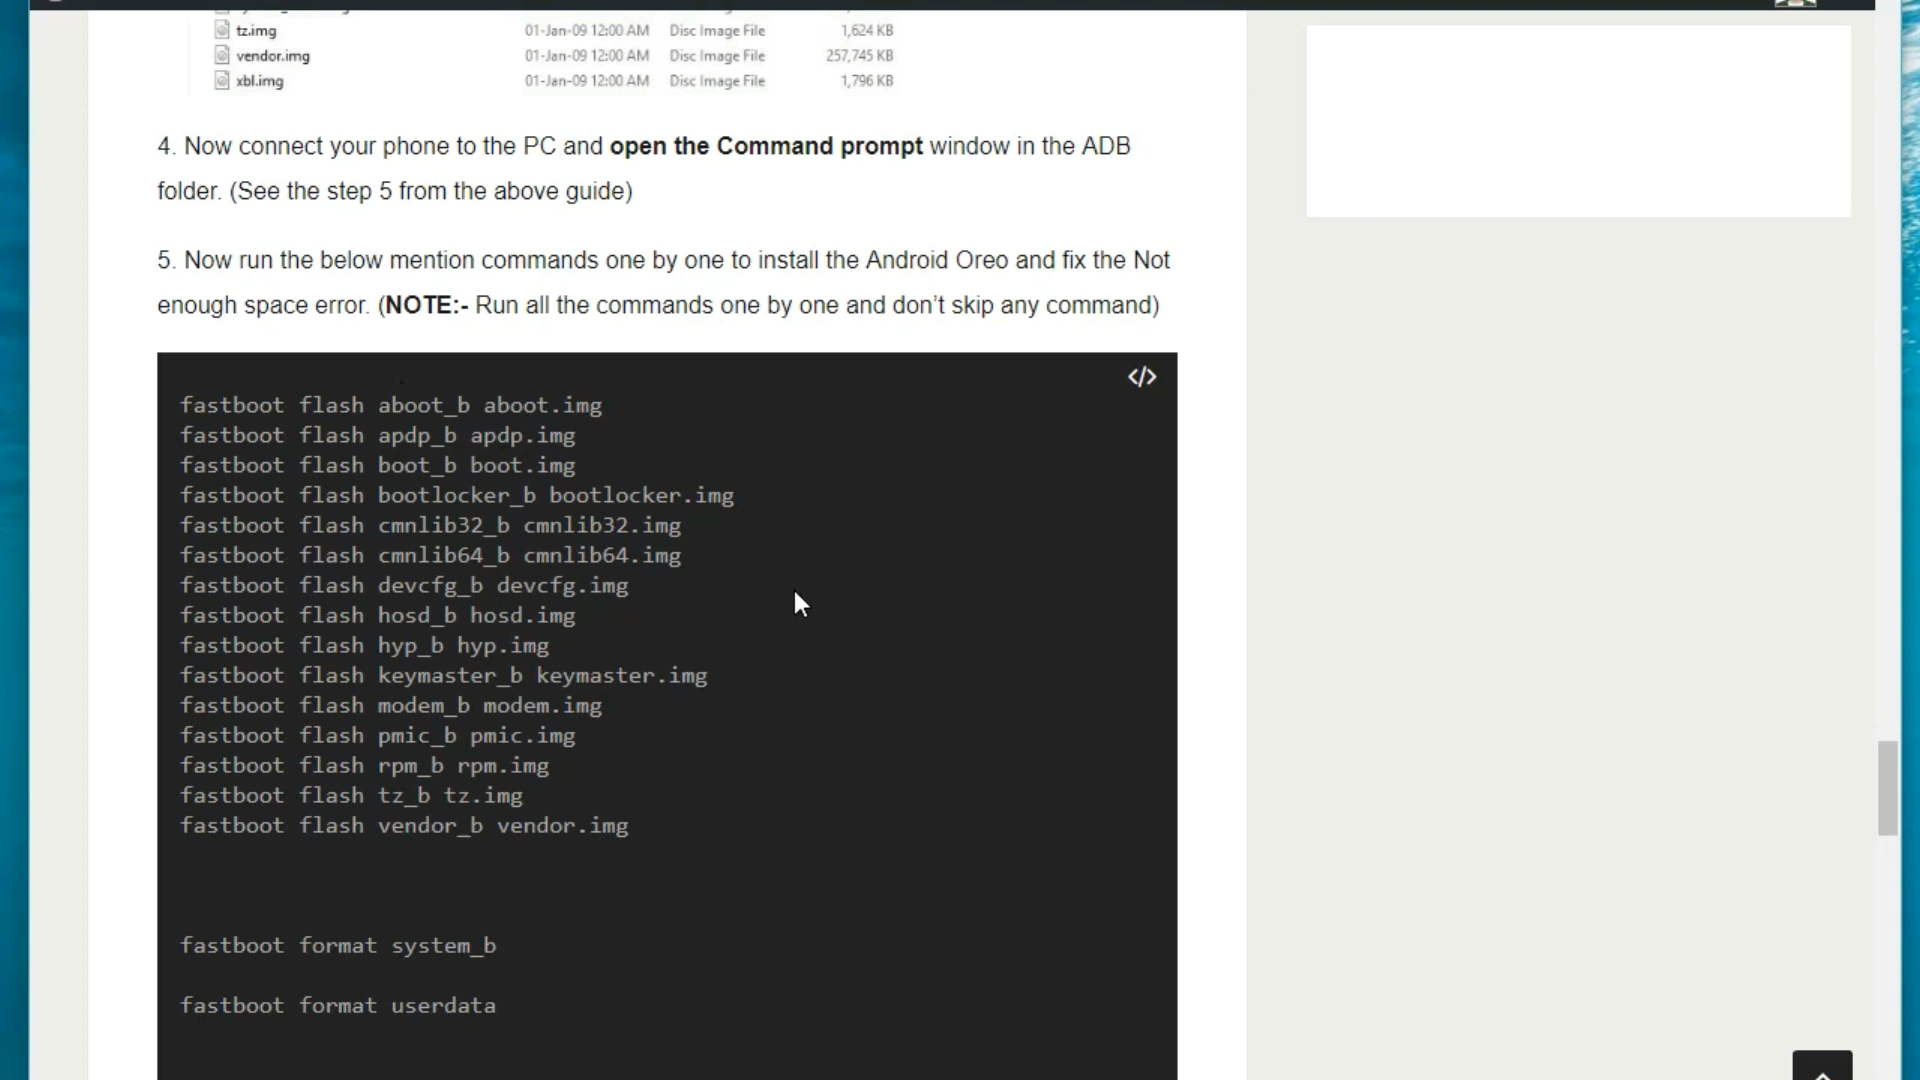 tz.img 01-Jan-09 12:00 AM Disc Image File 1,624 KB
vendor.img 01-Jan-09 12:00 AM Disc Image File 257,745 KB
xbl.img 01-Jan-09 12:00 AM Disc Image File 1,796 KB
4. Now connect your phone to the PC and open the Command prompt window in the ADB
folder. (See the step 5 from the above guide)
5. Now run the below mention commands one by one to install the Android Oreo and fix the Not
enough space error. (NOTE:- Run all the commands one by one and don’t skip any command)
</>
fastboot flash aboot_b aboot.img
fastboot flash apdp_b apdp.img
fastboot flash boot_b boot.img
fastboot flash bootlocker_b bootlocker.img
fastboot flash cmnlib32_b cmnlib32.img
fastboot flash cmnlib64_b cmnlib64.img
fastboot flash devcfg_b devcfg.img
fastboot flash hosd_b hosd.img
fastboot flash hyp_b hyp.img
fastboot flash keymaster_b keymaster.img
fastboot flash modem_b modem.img
fastboot flash pmic_b pmic.img
fastboot flash rpm_b rpm.img
fastboot flash tz_b tz.img
fastboot flash vendor_b vendor.img
fastboot format system_b
fastboot format userdata